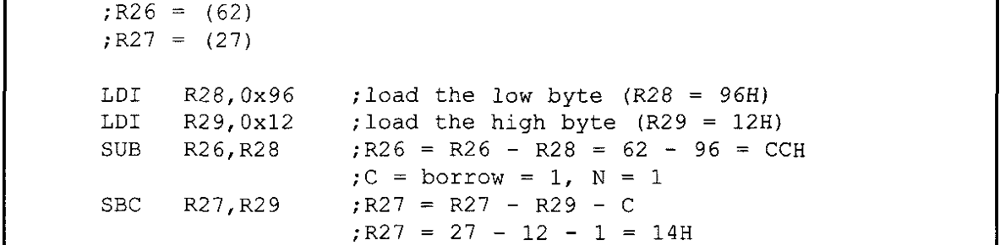 ;R26 = (62)
;R27 = (27)
LDI R28,0x96 ;load the low byte (R28 = 96H)
LDI R29,0x12 ;load the high byte (R29 = 12H)
SUB R26,R28 ;R26 = R26 - R28 = 62 - 96 = CCH
;C = borrow = 1, N = 1
SBC R27,R29 ;R27 = R27 - R29 - C
;R27 = 27 - 12 - 1 = 14H